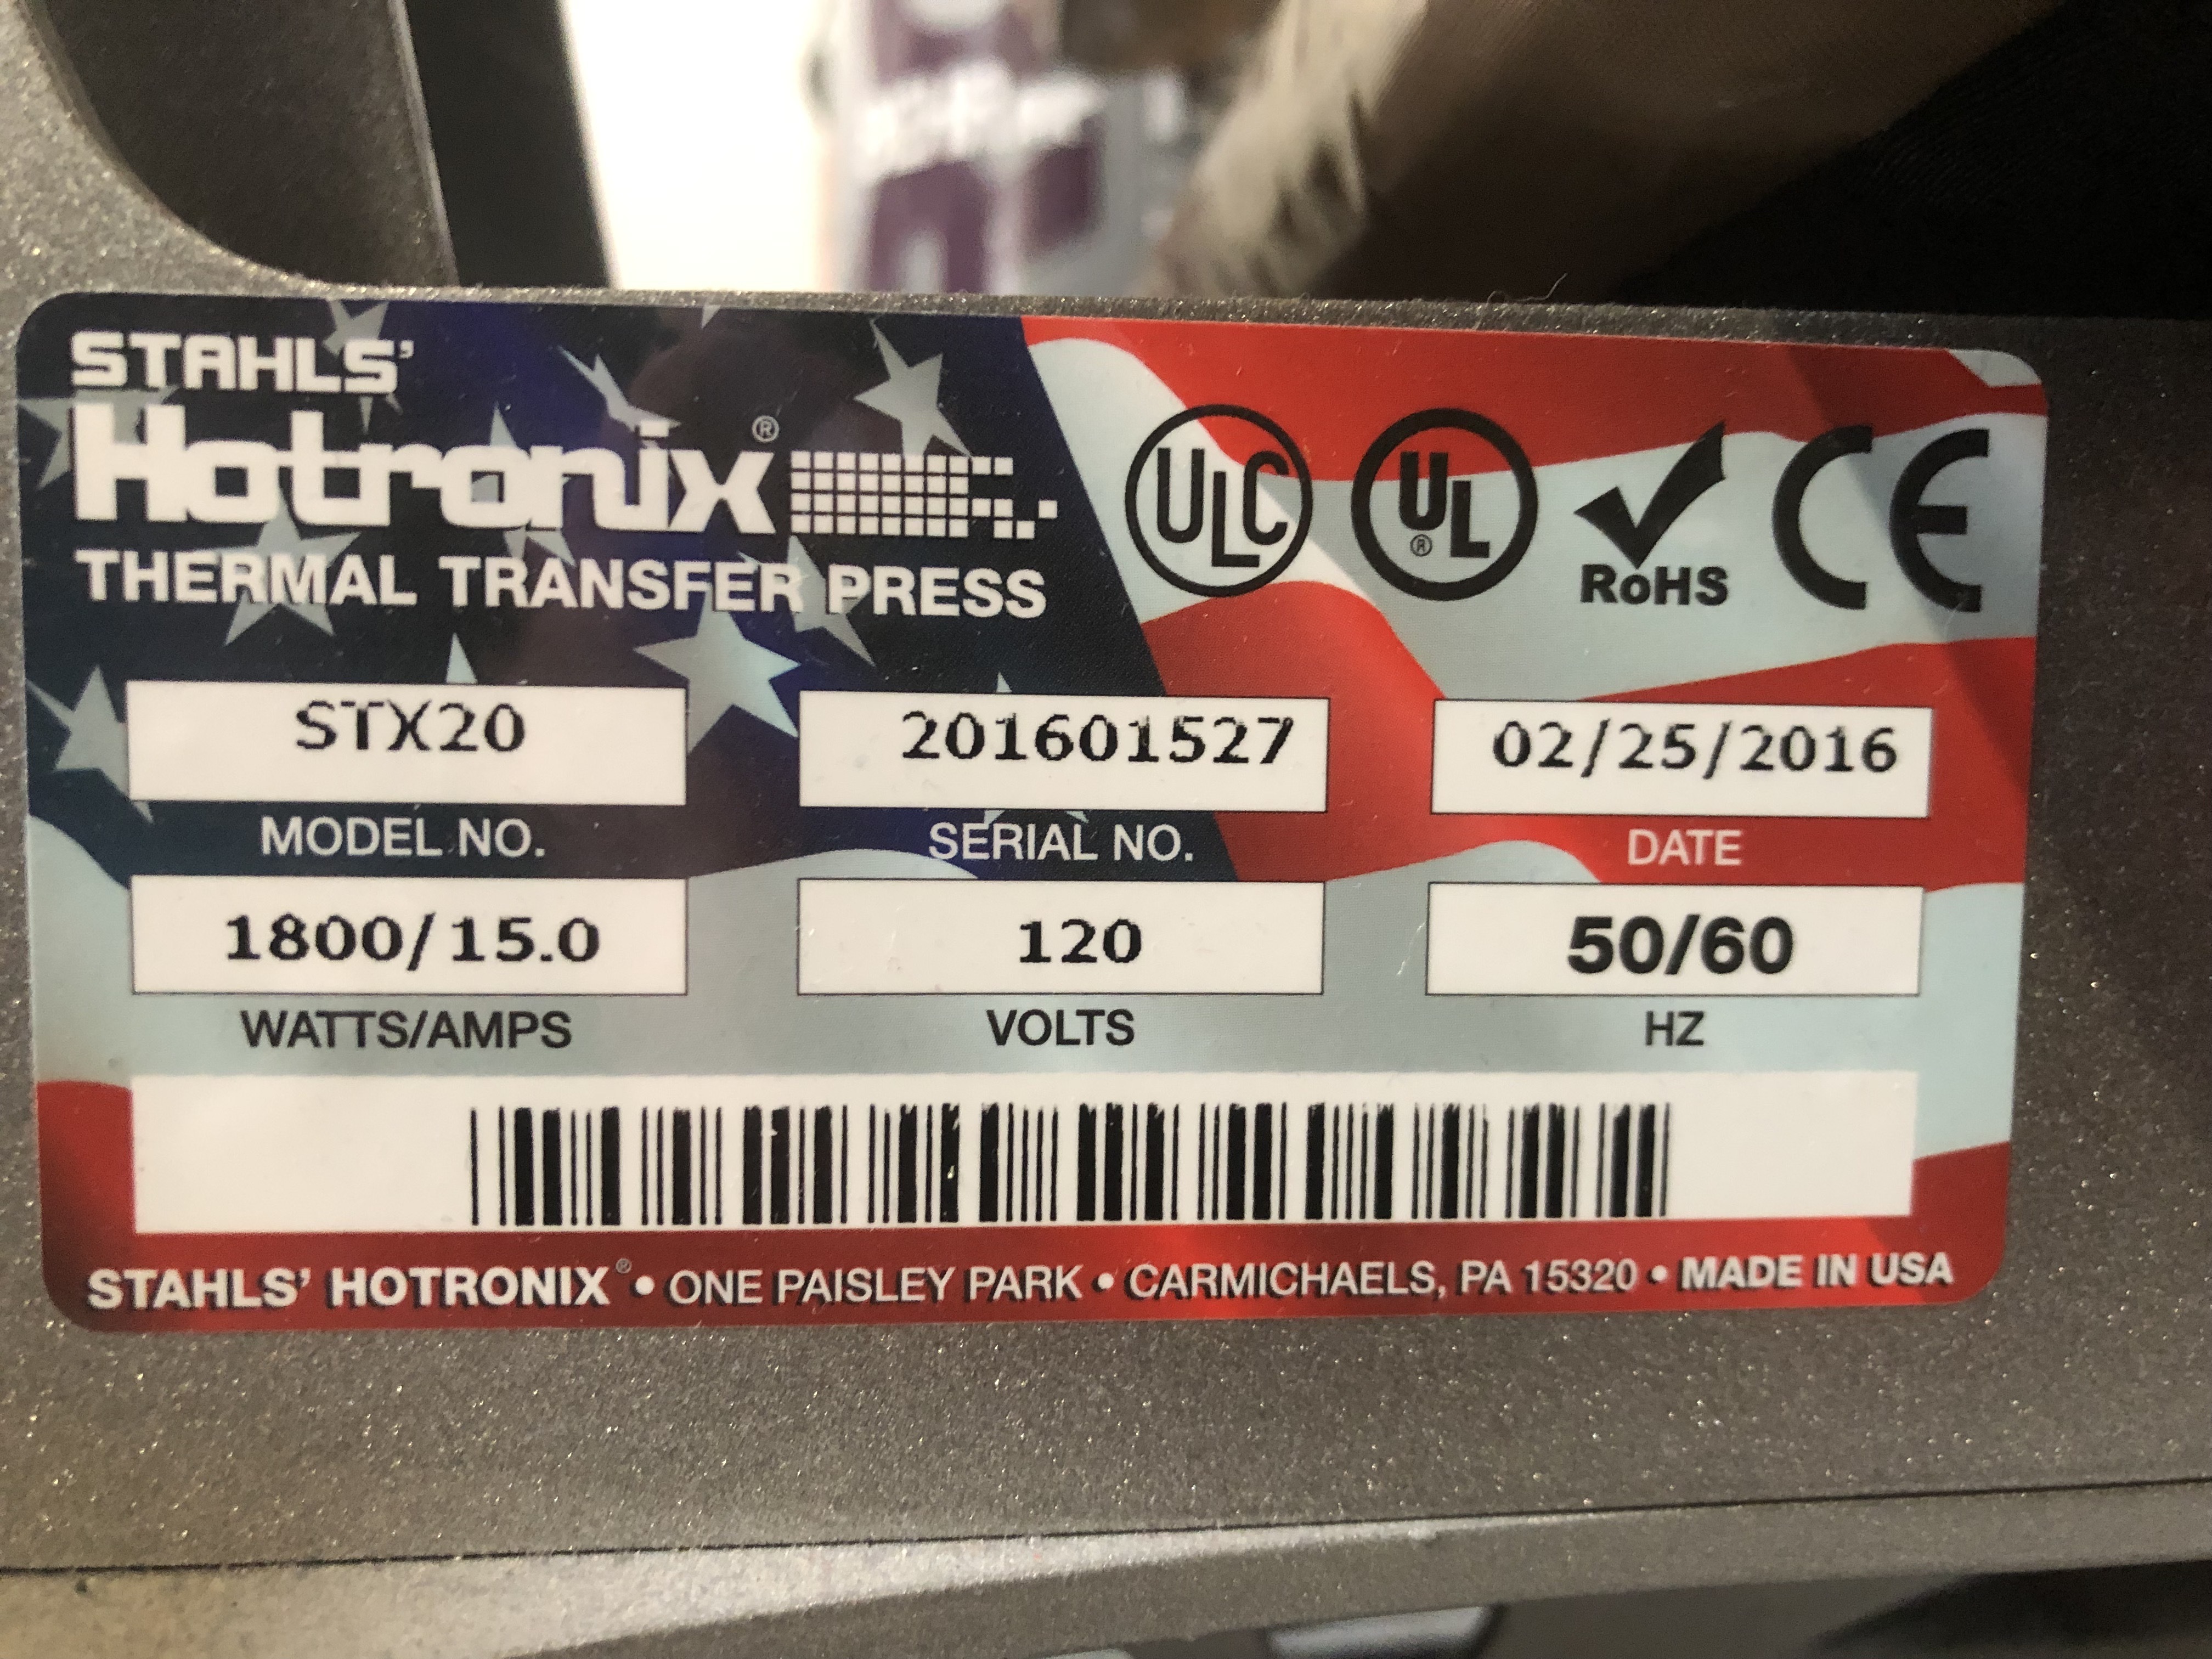 STAHLS'
Hotronix®
THERMAL TRANSFER PRESS
ULC UL® RoHS CE
STX20 201601527 02/25/2016
MODEL NO. SERIAL NO. DATE
1800/15.0 120 50/60
WATTS/AMPS VOLTS HZ
STAHLS' HOTRONIX® • ONE PAISLEY PARK • CARMICHAELS, PA 15320 • MADE IN USA